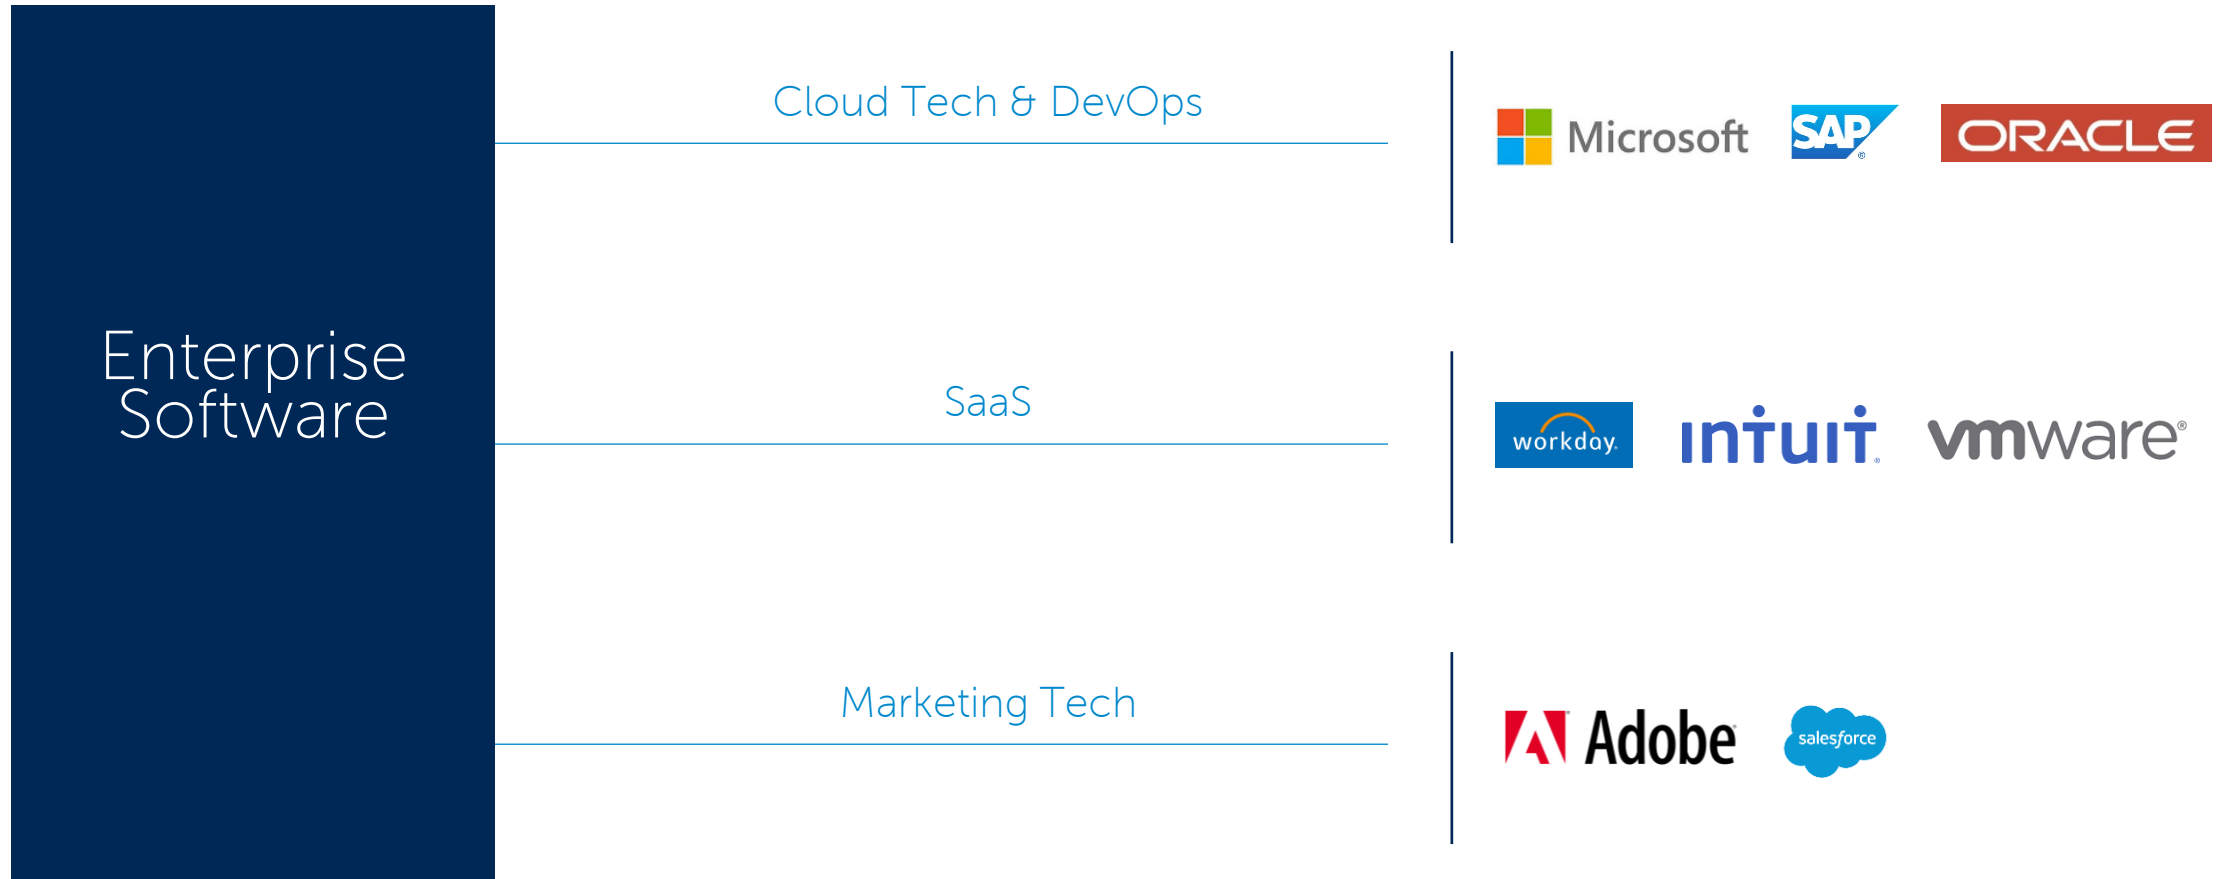 Enterprise
Software
Cloud Tech & DevOps
Microsoft SAP® ORACLE
SaaS
workday. intuit® vmware®
Marketing Tech
Adobe salesforce